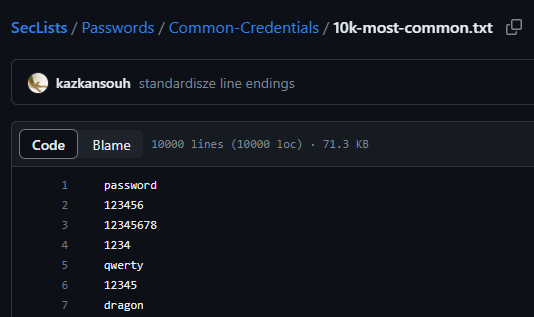 SecLists / Passwords / Common-Credentials / 10k-most-common.txt
kazkansouh standardisze line endings
Code Blame 10000 lines (10000 loc) · 71.3 KB
1 password
2 123456
3 12345678
4 1234
5 qwerty
6 12345
7 dragon